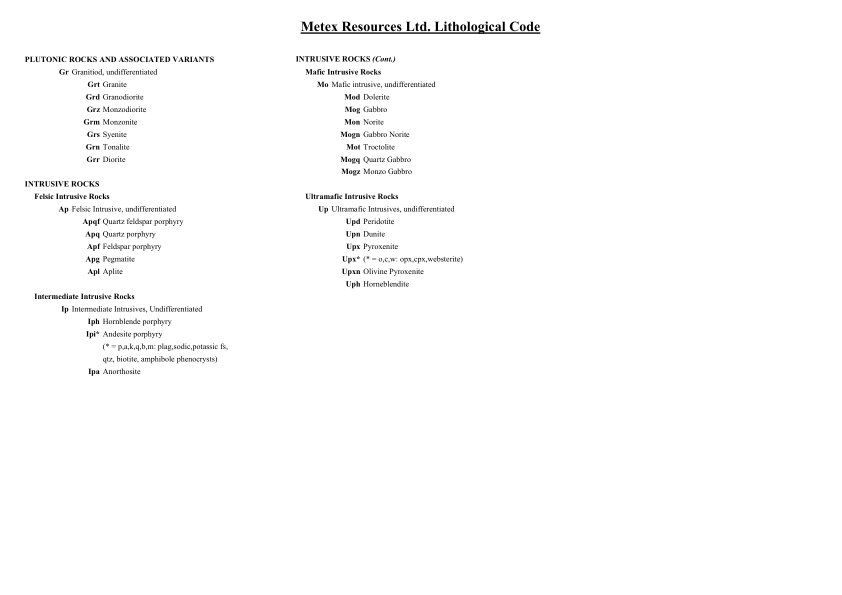 Metex Resources Ltd. Lithological Code
PLUTONIC ROCKS AND ASSOCIATED VARIANTS
Gr Granitiod, undifferentiated
Grt Granite
Grd Granodiorite
Grz Monzodiorite
Grm Monzonite
Grs Syenite
Grn Tonalite
Grr Diorite
INTRUSIVE ROCKS
Felsic Intrusive Rocks
Ap Felsic Intrusive, undifferentiated
Apqf Quartz feldspar porphyry
Apq Quartz porphyry
Apf Feldspar porphyry
Apg Pegmatite
Apl Aplite
Intermediate Intrusive Rocks
Ip Intermediate Intrusives, Undifferentiated
Iph Hornblende porphyry
Ipi* Andesite porphyry
(* = p,a,k,q,b,m: plag,sodic,potassic fs,
qtz, biotite, amphibole phenocrysts)
Ipa Anorthosite
INTRUSIVE ROCKS (Cont.)
Mafic Intrusive Rocks
Mo Mafic intrusive, undifferentiated
Mod Dolerite
Mog Gabbro
Mon Norite
Mogn Gabbro Norite
Mot Troctolite
Mogq Quartz Gabbro
Mogz Monzo Gabbro
Ultramafic Intrusive Rocks
Up Ultramafic Intrusives, undifferentiated
Upd Peridotite
Upn Dunite
Upx Pyroxenite
Upx* (* = o,c,w: opx,cpx,websterite)
Upxn Olivine Pyroxenite
Uph Horneblendite